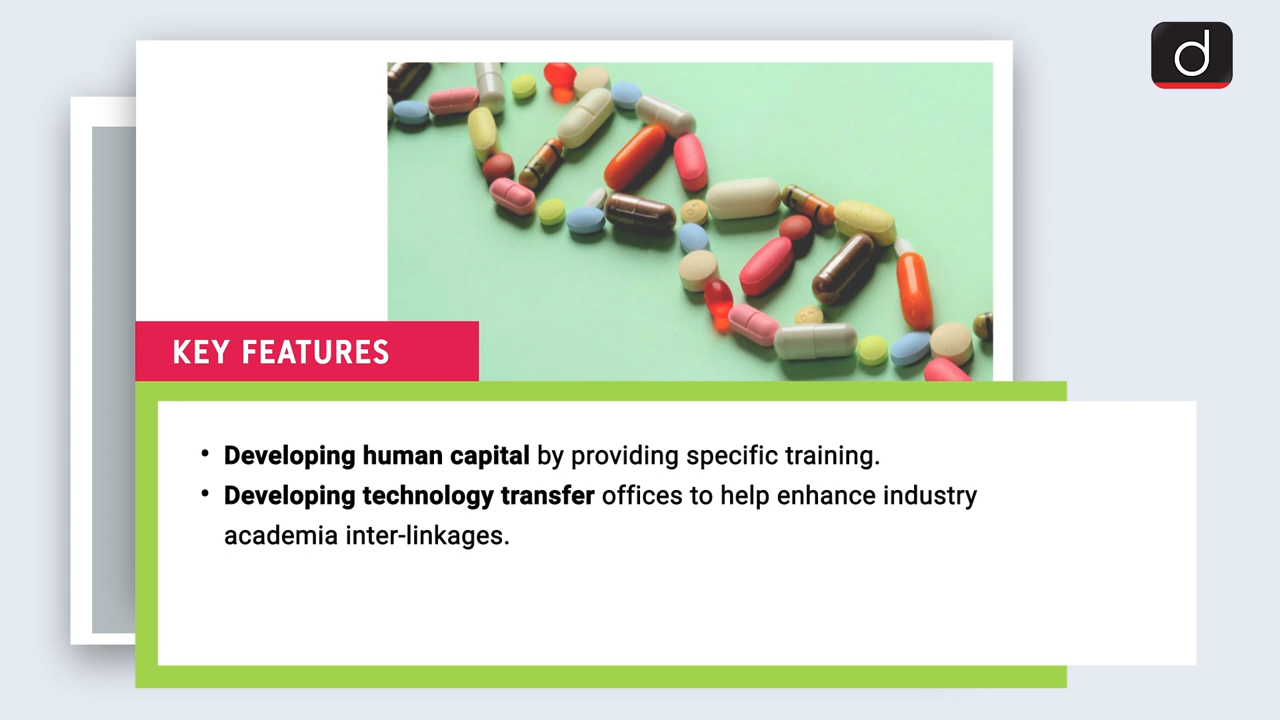 d
KEY FEATURES
• Developing human capital by providing specific training.
• Developing technology transfer offices to help enhance industry
academia inter-linkages.